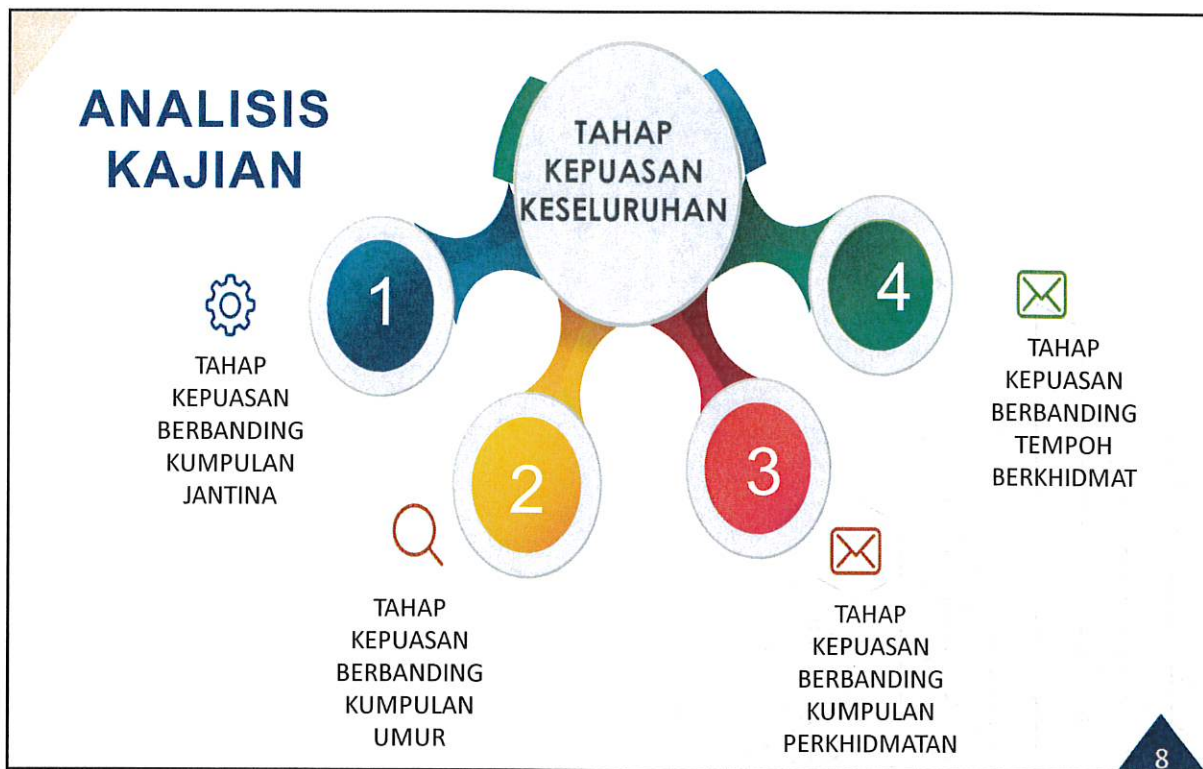 ANALISIS
KAJIAN
TAHAP
KEPUASAN
KESELURUHAN
1
TAHAP
KEPUASAN
BERBANDING
KUMPULAN
JANTINA
2
TAHAP
KEPUASAN
BERBANDING
KUMPULAN
UMUR
3
TAHAP
KEPUASAN
BERBANDING
KUMPULAN
PERKHIDMATAN
4
TAHAP
KEPUASAN
BERBANDING
TEMPOH
BERKHIDMAT
8